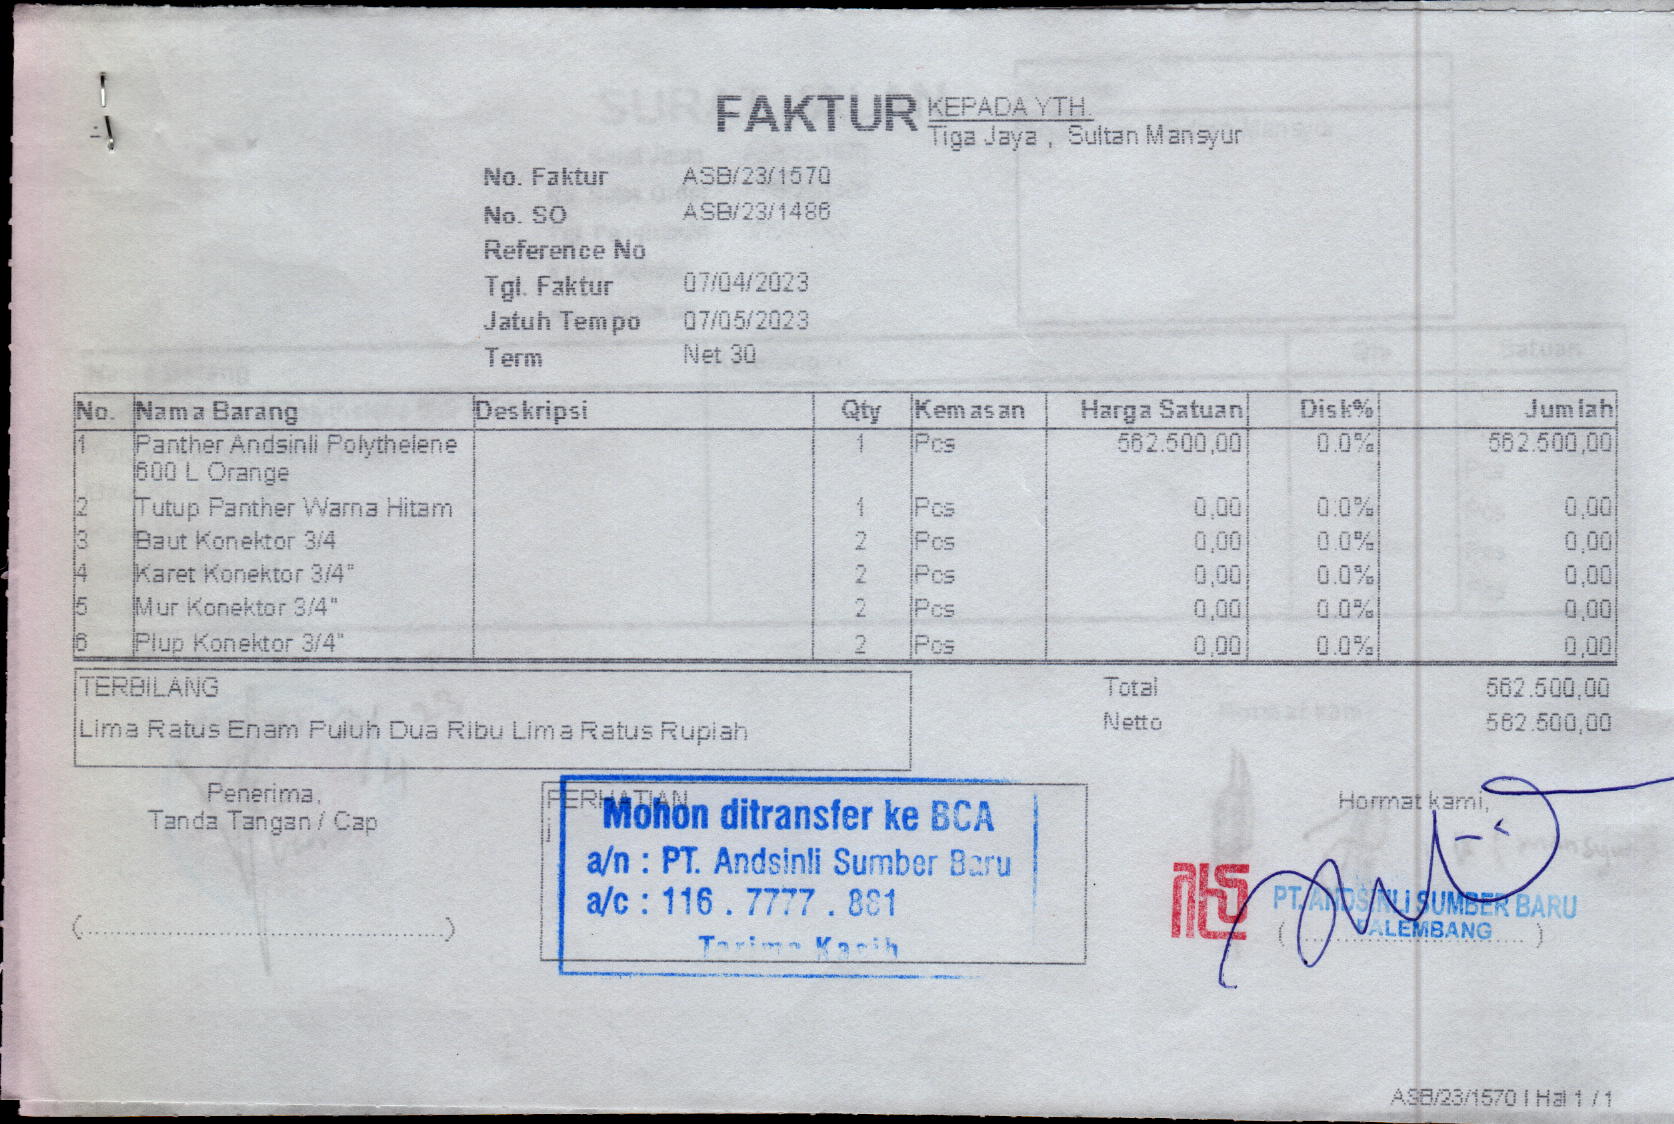 FAKTUR
KEPADA YTH.
Tiga Jaya , Sultan Mansyur
No. Faktur ASB/23/1570
No. SO ASB/23/1486
Reference No
Tgl. Faktur 07/04/2023
Jatuh Tempo 07/05/2023
Term Net 30
No. Nama Barang Deskripsi Qty Kemasan Harga Satuan Disk% Jumlah
1 Panther Andsinli Polythelene 1 Pcs 562.500,00 0.0% 562.500,00
600 L Orange
2 Tutup Panther Warna Hitam 1 Pcs 0,00 0.0% 0,00
3 Baut Konektor 3/4 2 Pcs 0,00 0.0% 0,00
4 Karet Konektor 3/4" 2 Pcs 0,00 0.0% 0,00
5 Mur Konektor 3/4" 2 Pcs 0,00 0.0% 0,00
6 Plup Konektor 3/4" 2 Pcs 0,00 0.0% 0,00
TERBILANG
Lima Ratus Enam Puluh Dua Ribu Lima Ratus Rupiah
Total 562.500,00
Netto 562.500,00
Penerima,
Tanda Tangan / Cap
(..........................................)
PERHATIAN
Mohon ditransfer ke BCA
a/n : PT. Andsinli Sumber Baru
a/c : 116 . 7777 . 881
Terima Kasih
Hormat kami,
PT. ANDSINLI SUMBER BARU
PALEMBANG
(..............................)
ASB/23/1570 | Hal 1 / 1